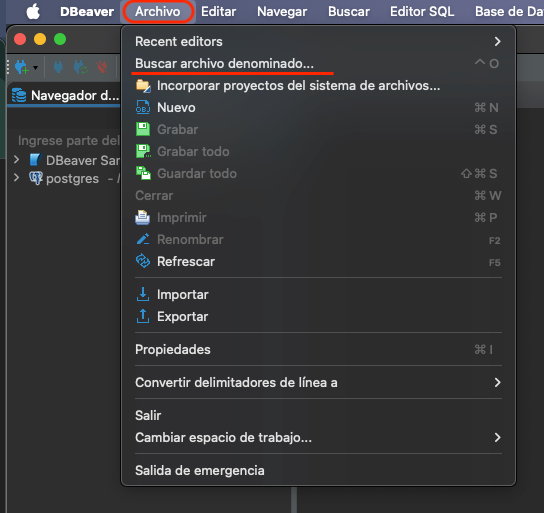 DBeaver Archivo Editar Navegar Buscar Editor SQL Base de Da
Recent editors
Buscar archivo denominado... ^ O
Incorporar proyectos del sistema de archivos...
Navegador d...
Nuevo ⌘ N
Grabar ⌘ S
Ingrese parte del
Grabar todo
DBeaver Sar
Guardar todo ⇧ ⌘ S
postgres - /
Cerrar ⌘ W
Imprimir ⌘ P
Renombrar F2
Refrescar F5
Importar
Exportar
Propiedades ⌘ I
Convertir delimitadores de línea a
Salir
Cambiar espacio de trabajo...
Salida de emergencia